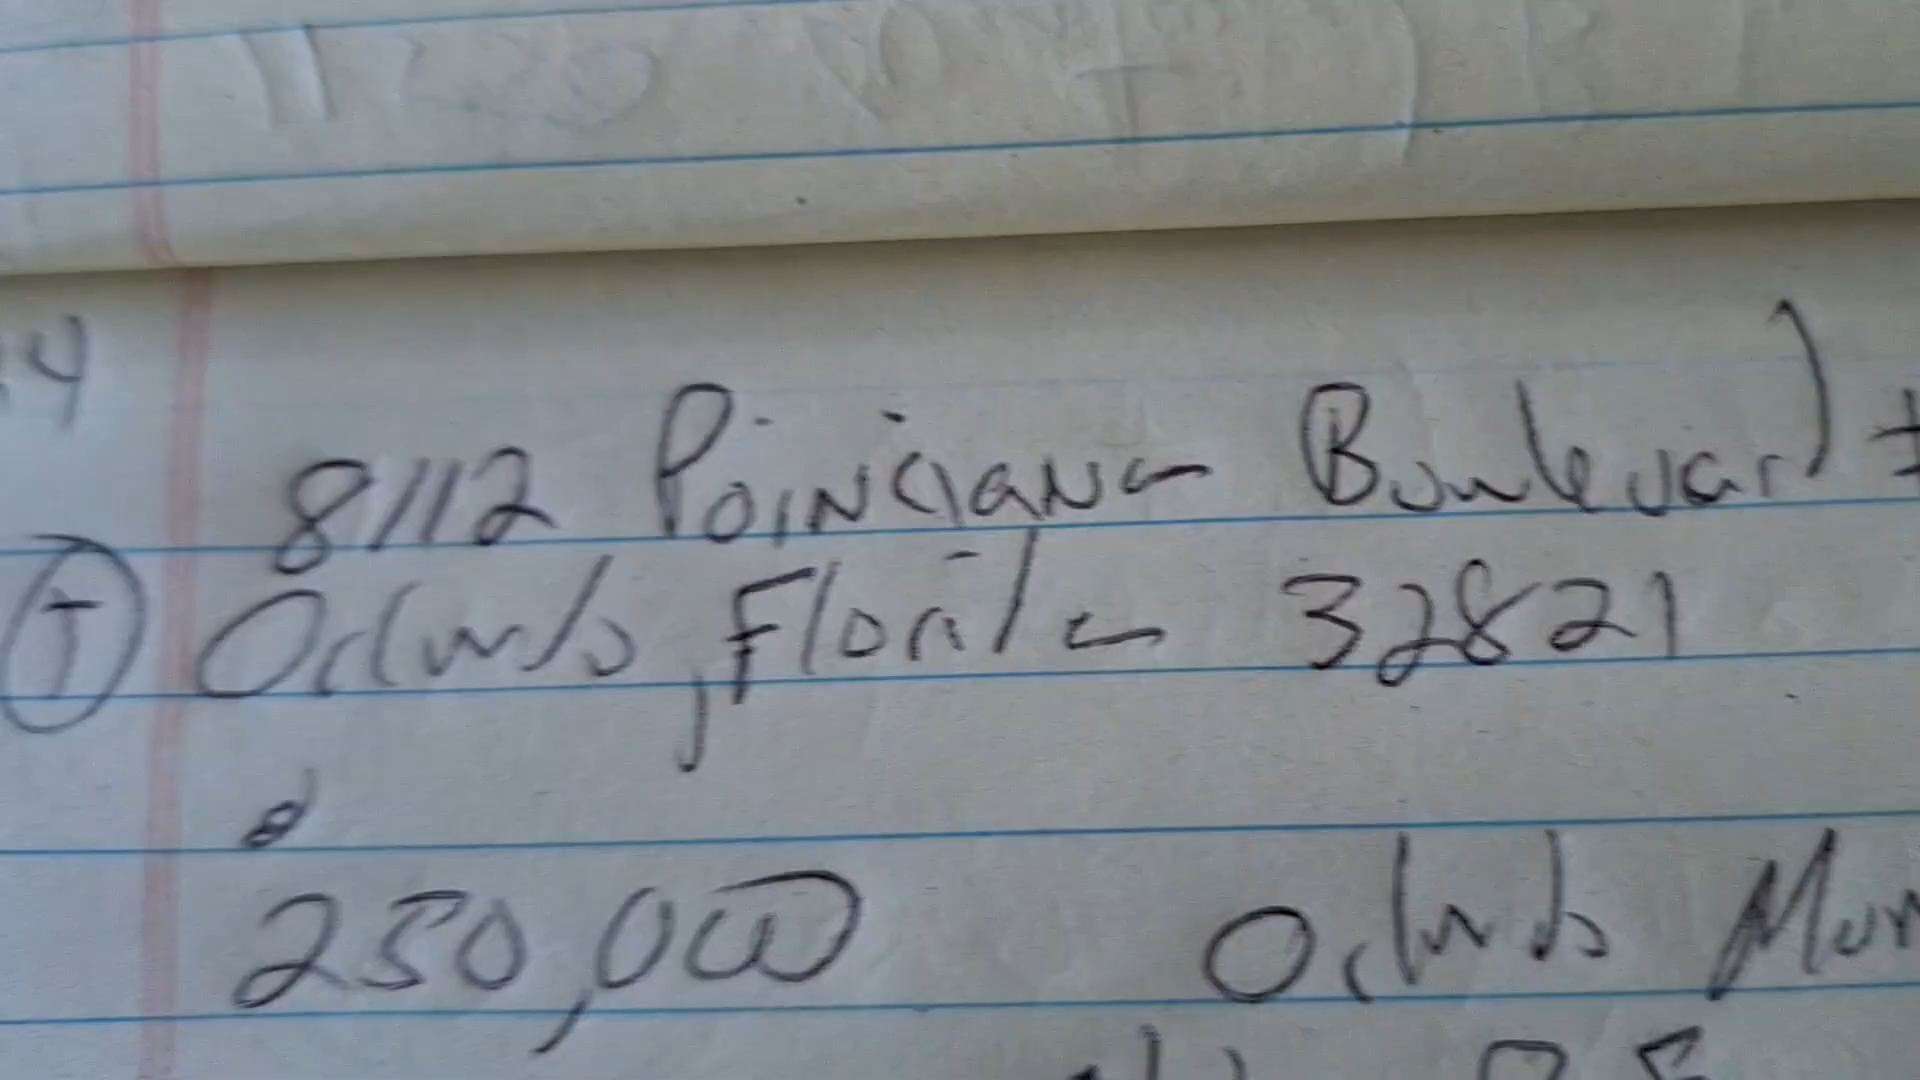 8112 Poinciana Boulevard #
T Orlando, Florida 32821
250,000 Orlando